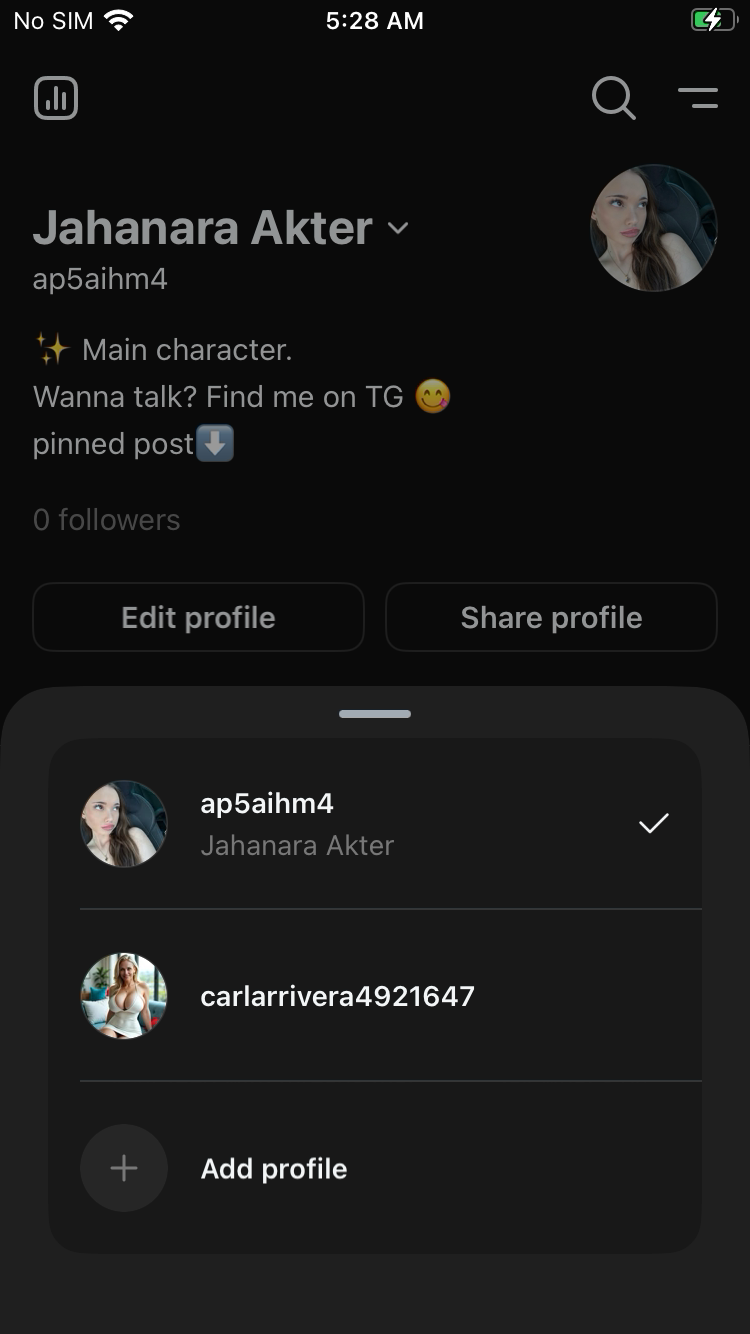 No SIM
5:28 AM
Jahanara Akter
ap5aihm4
✨ Main character.
Wanna talk? Find me on TG 😋
pinned post⬇️
0 followers
Edit profile
Share profile
ap5aihm4
Jahanara Akter
carlarrivera4921647
Add profile